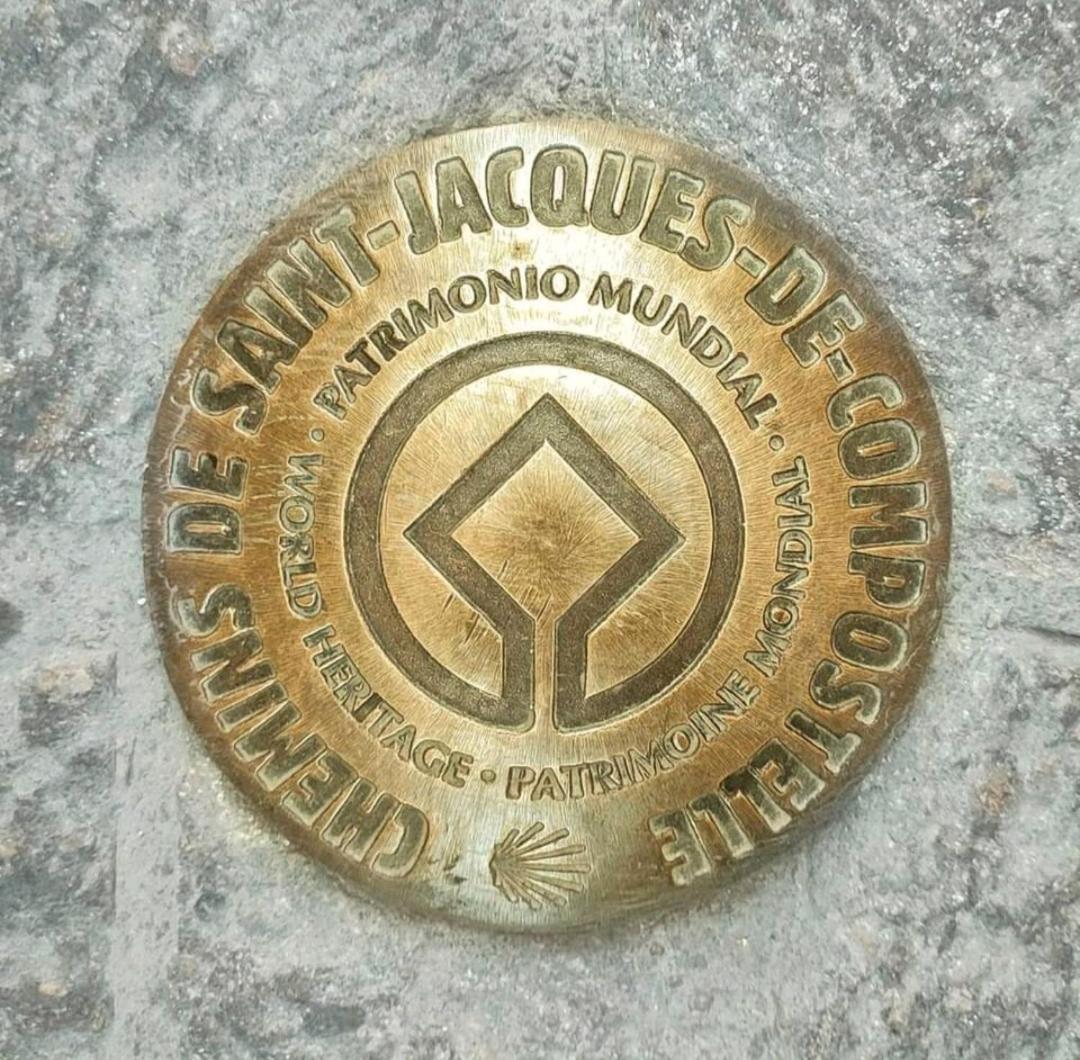 CHEMINS DE SAINT-JACQUES-DE-COMPOSTELLE
PATRIMONIO MUNDIAL • PATRIMOINE MONDIAL • WORLD HERITAGE •